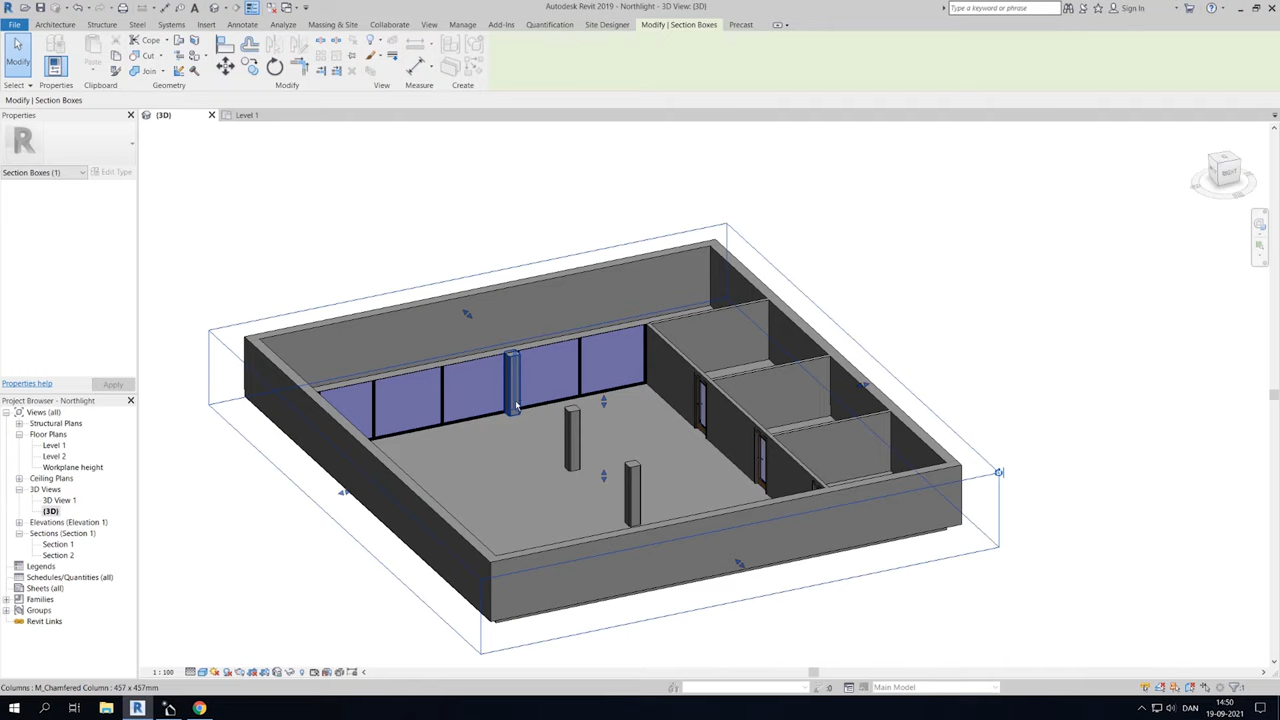 Autodesk Revit 2019 - Northlight - 3D View: {3D}
Type a keyword or phrase
Sign In
File Architecture Structure Steel Systems Insert Annotate Analyze Massing & Site Collaborate View Manage Add-Ins Quantification Site Designer Modify | Section Boxes Precast
Modify
Paste
Cope
Cut
Join
Select Properties Clipboard Geometry Modify View Measure Create
Modify | Section Boxes
Properties
{3D}
Level 1
Section Boxes (1)
Edit Type
Properties help
Apply
Project Browser - Northlight
Views (all)
Structural Plans
Floor Plans
Level 1
Level 2
Workplane height
Ceiling Plans
3D Views
3D View 1
{3D}
Elevations (Elevation 1)
Sections (Section 1)
Section 1
Section 2
Legends
Schedules/Quantities (all)
Sheets (all)
Families
Groups
Revit Links
1 : 100
Columns : M_Chamfered Column : 457 x 457mm
:0
Main Model
:1
DAN
14:50
19-09-2021